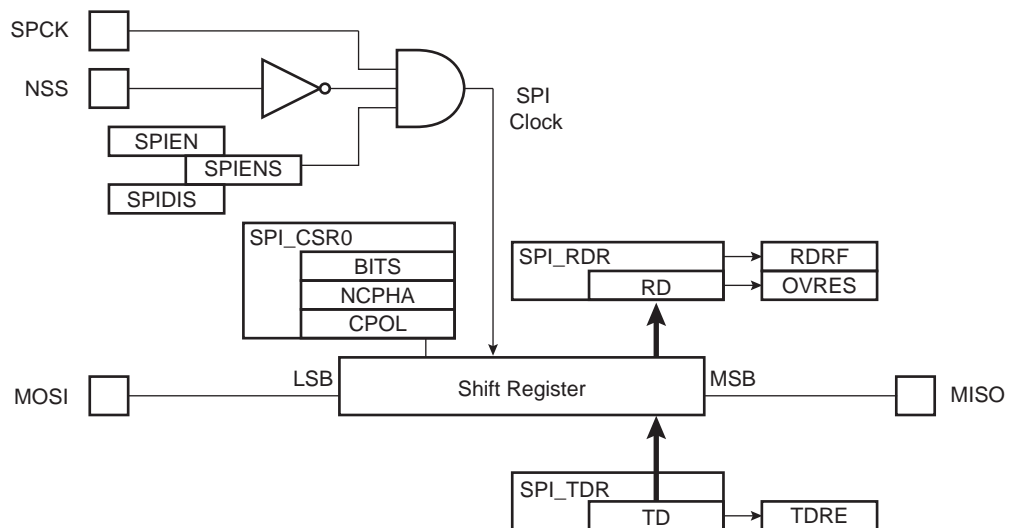 SPCK
NSS
SPI
Clock
SPIEN
SPIENS
SPIDIS
SPI_CSR0
BITS
NCPHA
CPOL
SPI_RDR
RD
RDRF
OVRES
MOSI
LSB
Shift Register
MSB
MISO
SPI_TDR
TD
TDRE